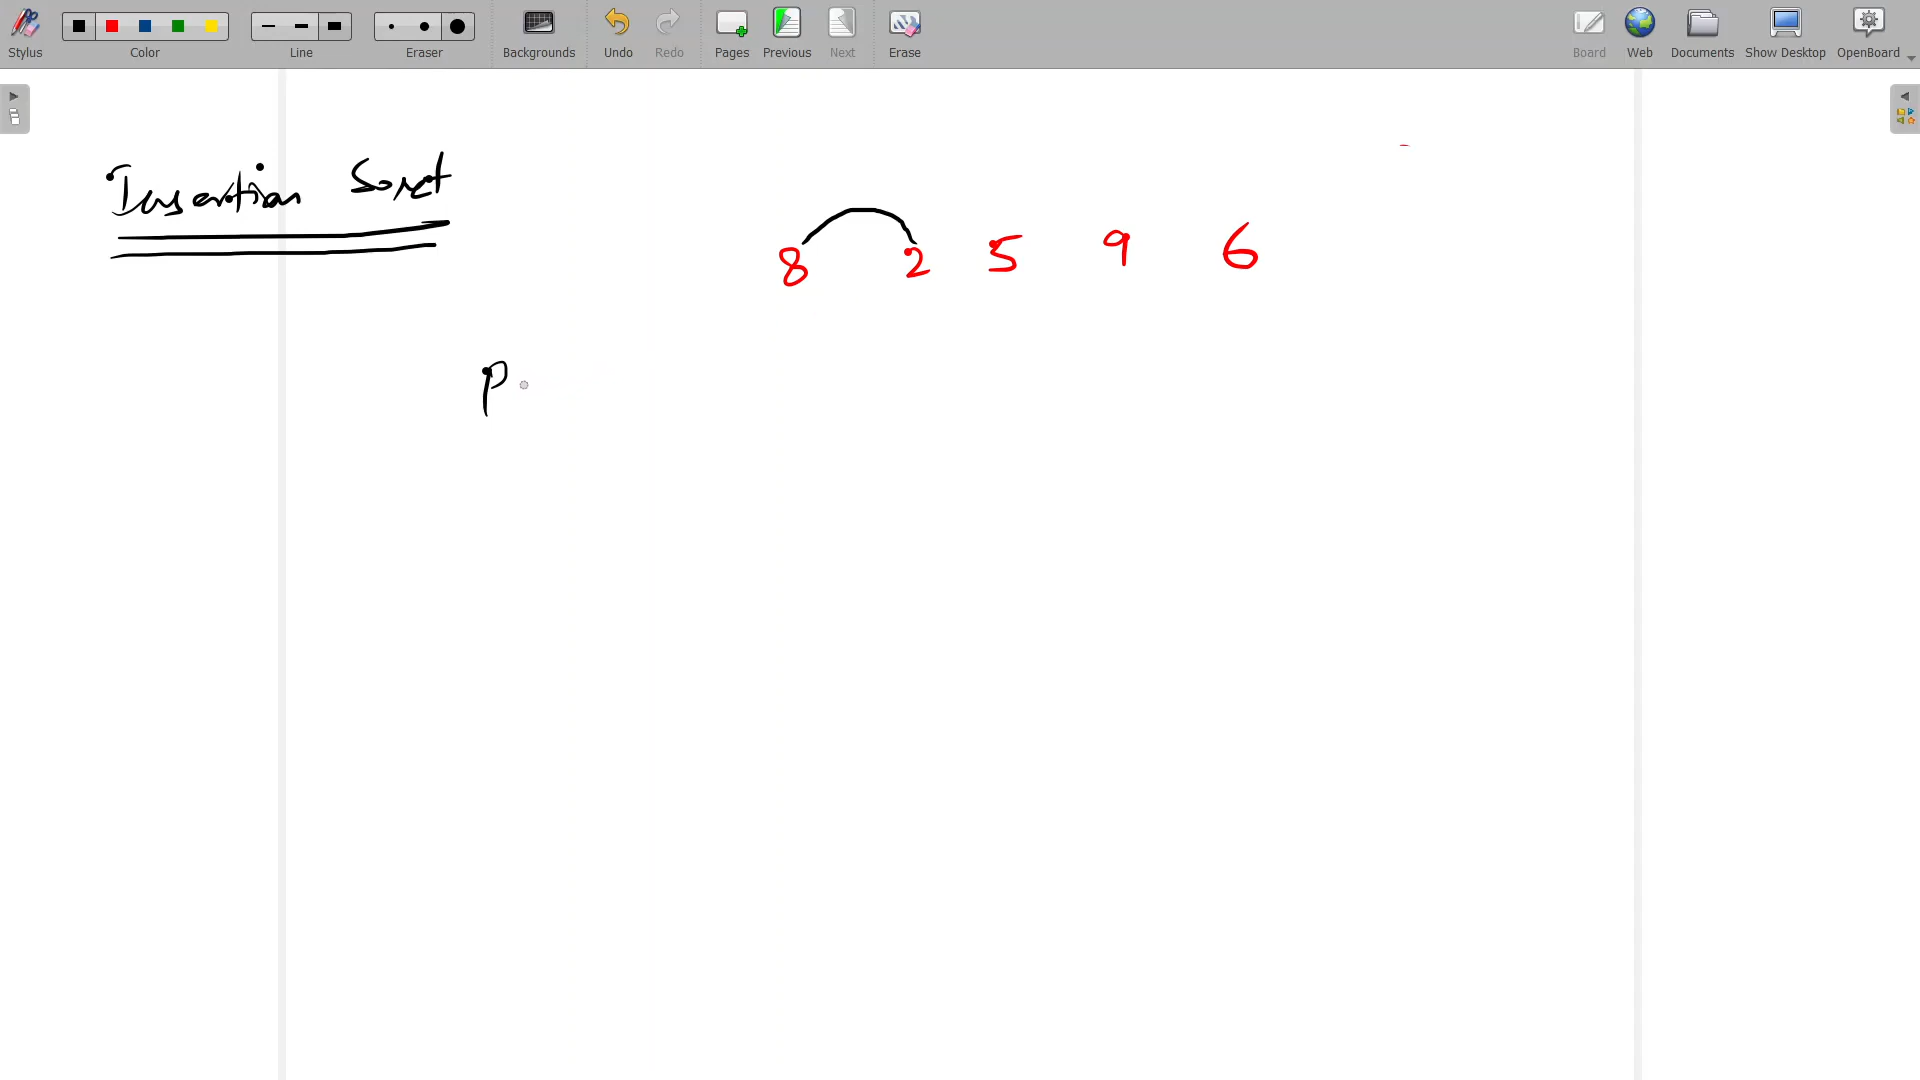 Stylus Color Line Eraser Backgrounds Undo Redo Pages Previous Next Erase Board Web Documents Show Desktop OpenBoard
Insertion Sort
8 2 5 9 6
P